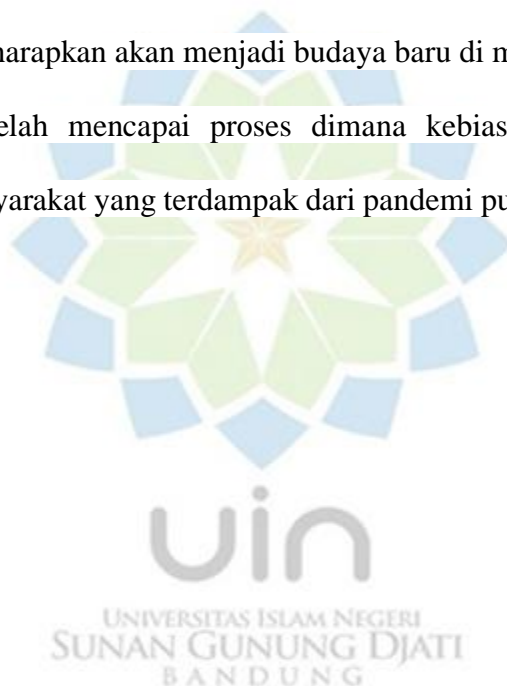 harapkan akan menjadi budaya baru di m
elah mencapai proses dimana kebias
yarakat yang terdampak dari pandemi pu
uin
UNIVERSITAS ISLAM NEGERI
SUNAN GUNUNG DJATI
BANDUNG